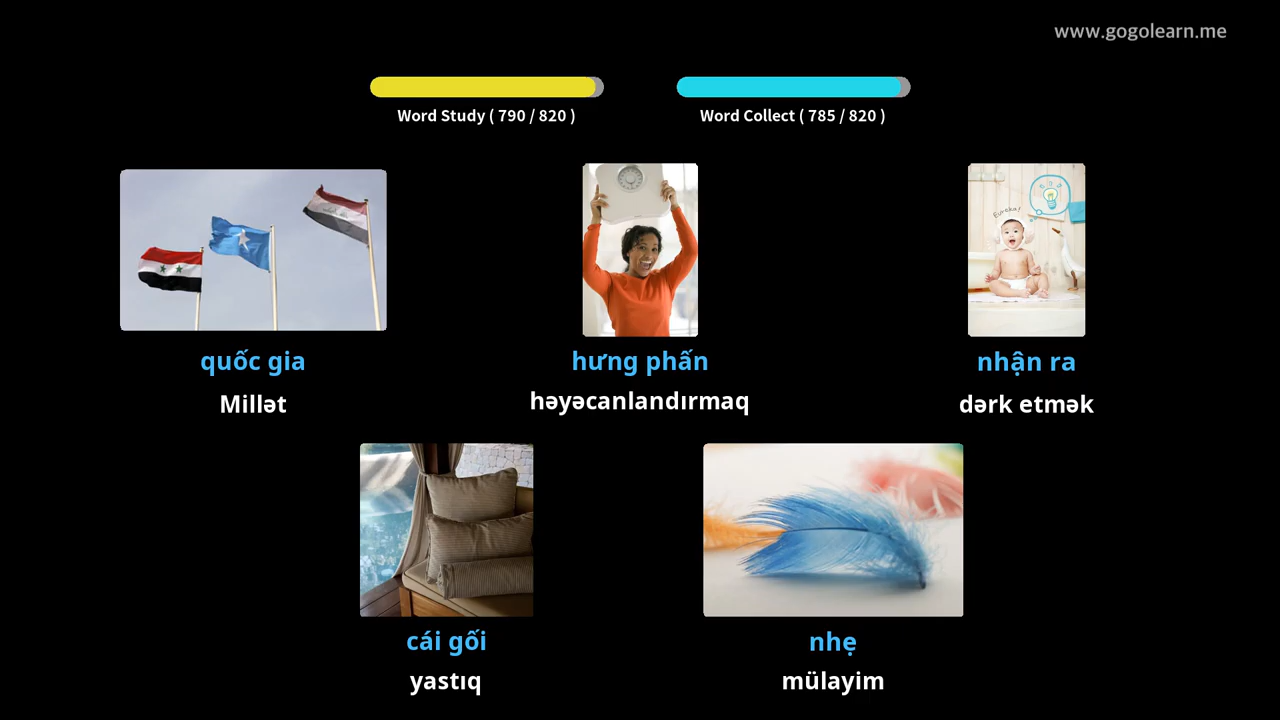 www.gogolearn.me
Word Study ( 790 / 820 )
Word Collect ( 785 / 820 )
Eureka!
quốc gia
hưng phấn
nhận ra
Millət
həyəcanlandırmaq
dərk etmək
cái gối
nhẹ
yastıq
mülayim